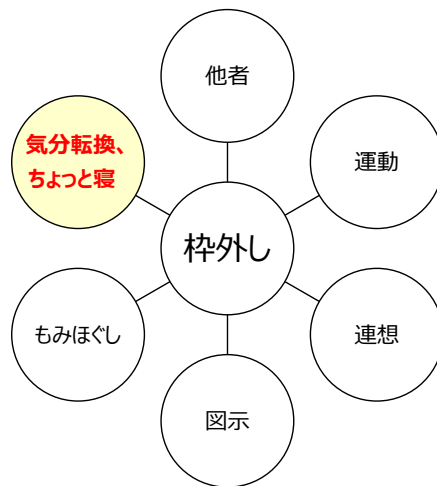 他者
気分転換、
ちょっと寝
運動
枠外し
もみほぐし
連想
図示